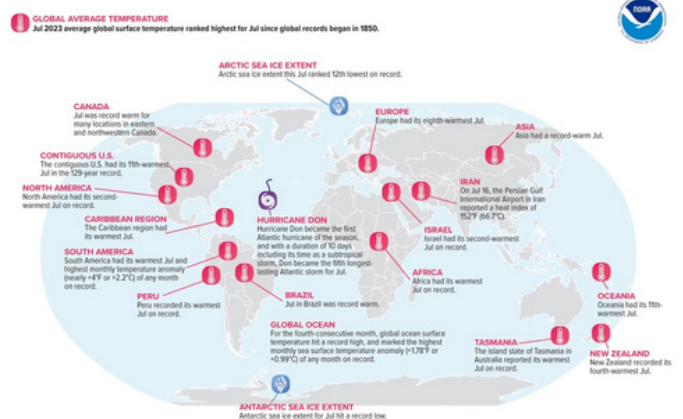 GLOBAL AVERAGE TEMPERATURE
Jul 2023 average global surface temperature ranked highest for Jul since global records began in 1850.
NOAA
ARCTIC SEA ICE EXTENT
Arctic sea ice extent this Jul ranked 12th lowest on record.
CANADA
Jul was record warm for
many locations in eastern
and northwestern Canada.
EUROPE
Europe had its eighth-warmest Jul.
ASIA
Asia had a record-warm Jul.
CONTIGUOUS U.S.
The contiguous U.S. had its 11th-warmest
Jul in the 129-year record.
NORTH AMERICA
North America had its second-
warmest Jul on record.
IRAN
On Jul 16, the Persian Gulf
International Airport in Iran
reported a heat index of
152°F (66.7°C).
CARIBBEAN REGION
The Caribbean region had
its warmest Jul.
HURRICANE DON
Hurricane Don became the first
Atlantic hurricane of the season,
and with a duration of 10 days
including its time as a subtropical
storm, Don became the fifth longest-
lasting Atlantic storm for Jul.
ISRAEL
Israel had its second-warmest
Jul on record.
SOUTH AMERICA
South America had its warmest Jul and
highest monthly temperature anomaly
(nearly +4°F or +2.2°C) of any month
on record.
AFRICA
Africa had its warmest
Jul on record.
PERU
Peru recorded its warmest
Jul on record.
BRAZIL
Jul in Brazil was record warm.
OCEANIA
Oceania had its 11th-
warmest Jul.
GLOBAL OCEAN
For the fourth-consecutive month, global ocean surface
temperature hit a record high, and marked the highest
monthly sea surface temperature anomaly (+1.78°F or
+0.99°C) of any month on record.
TASMANIA
The island state of Tasmania in
Australia reported its warmest
Jul on record.
NEW ZEALAND
New Zealand recorded its
fourth-warmest Jul.
ANTARCTIC SEA ICE EXTENT
Antarctic sea ice extent for Jul hit a record low.